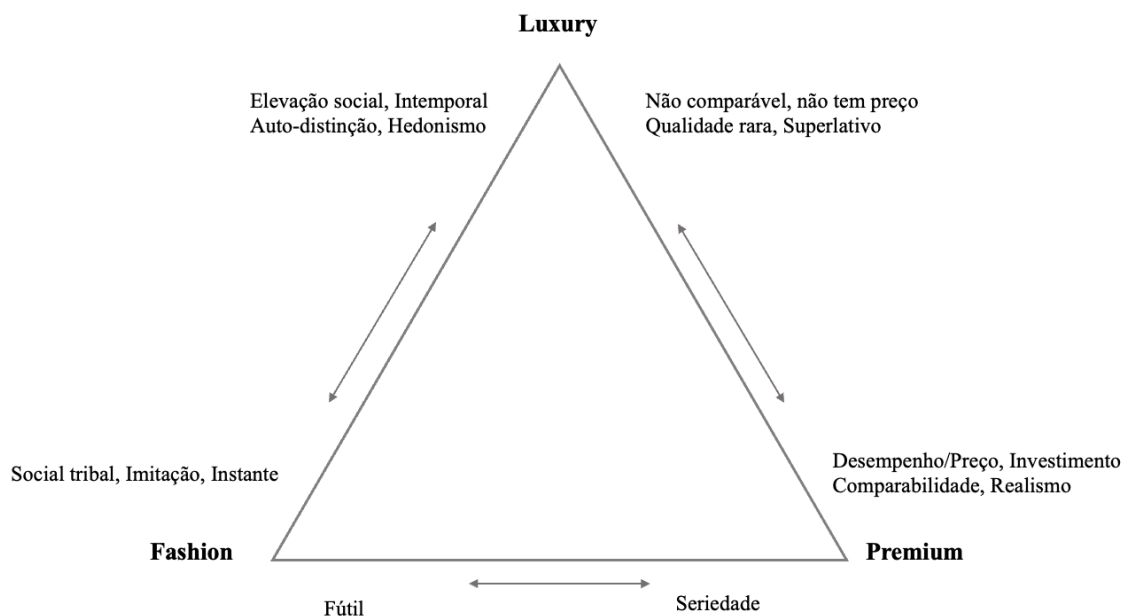 Luxury
Elevação social, Intemporal
Auto-distinção, Hedonismo
Não comparável, não tem preço
Qualidade rara, Superlativo
Social tribal, Imitação, Instante
Desempenho/Preço, Investimento
Comparabilidade, Realismo
Fashion
Premium
Fútil
Seriedade